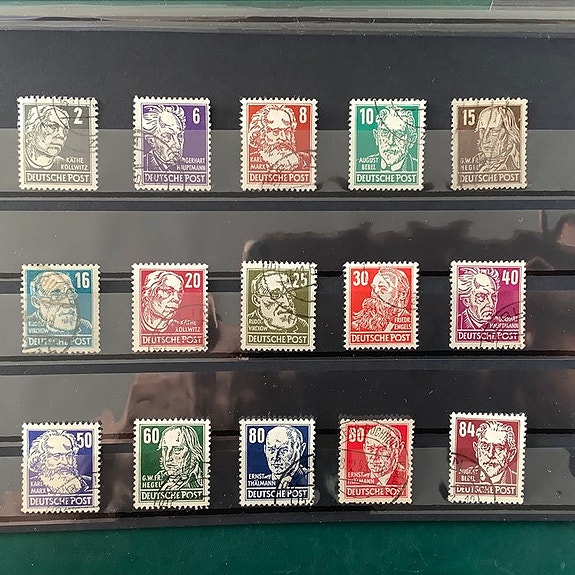 2
KÄTHE
KOLLWITZ
DEUTSCHE POST
6
GERHART
HAUPTMANN
DEUTSCHE POST
8
KARL
MARX
DEUTSCHE POST
10
AUGUST
BEBEL
DEUTSCHE POST
15
G.W.FR.
HEGEL
DEUTSCHE POST
16
VIRCHOW
DEUTSCHE POST
20
KÄTHE
KOLLWITZ
DEUTSCHE POST
25
VIRCHOW
DEUTSCHE POST
30
FRIEDR.
ENGELS
DEUTSCHE POST
40
HAUPTMANN
DEUTSCHE POST
50
KARL
MARX
DEUTSCHE POST
60
G.W.FR.
HEGEL
DEUTSCHE POST
80
ERNST
THÄLMANN
DEUTSCHE POST
80
ERNST
THÄLMANN
DEUTSCHE POST
84
AUGUST
BEBEL
DEUTSCHE POST